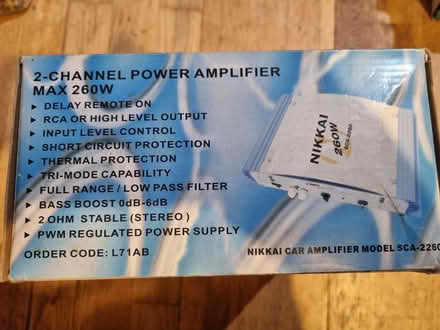 2-CHANNEL POWER AMPLIFIER
MAX 260W
▸ DELAY REMOTE ON
▸ RCA OR HIGH LEVEL OUTPUT
▸ INPUT LEVEL CONTROL
▸ SHORT CIRCUIT PROTECTION
▸ THERMAL PROTECTION
▸ TRI-MODE CAPABILITY
▸ FULL RANGE / LOW PASS FILTER
▸ BASS BOOST 0dB-6dB
▸ 2 OHM STABLE (STEREO)
▸ PWM REGULATED POWER SUPPLY
ORDER CODE: L71AB
NIKKAI
260W
NIKKAI CAR AMPLIFIER MODEL SCA-2260